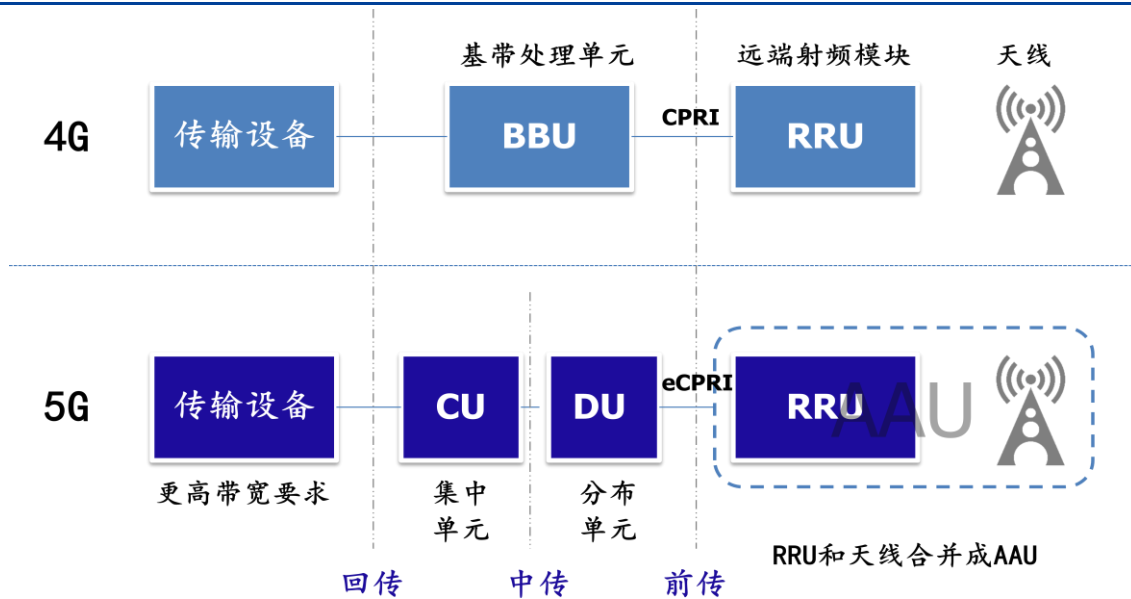 基带处理单元
远端射频模块
天线
4G
传输设备
BBU
CPRI
RRU
5G
传输设备
CU
DU
eCPRI
RRU
AAU
更高带宽要求
集中
单元
分布
单元
RRU和天线合并成AAU
回传
中传
前传